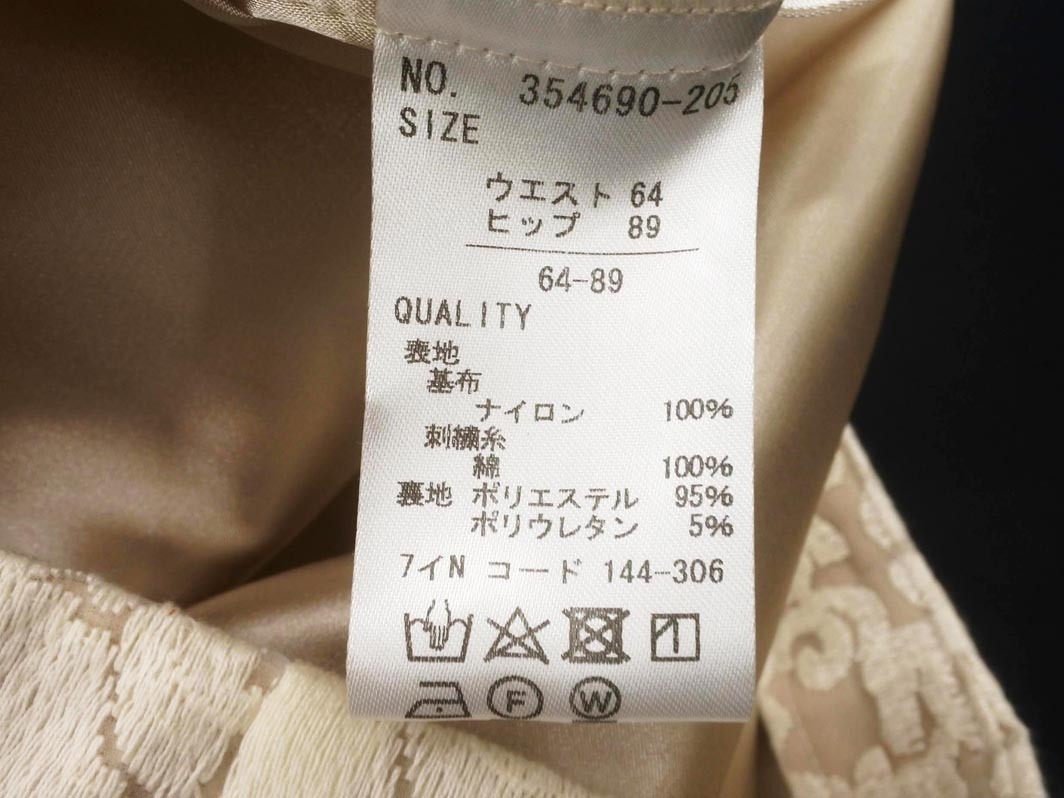 NO. 354690-205
SIZE
ウエスト 64
ヒップ 89
64-89
QUALITY
表地
基布
ナイロン 100%
刺繍糸
綿 100%
裏地 ポリエステル 95%
ポリウレタン 5%
7イN コード 144-306
F W